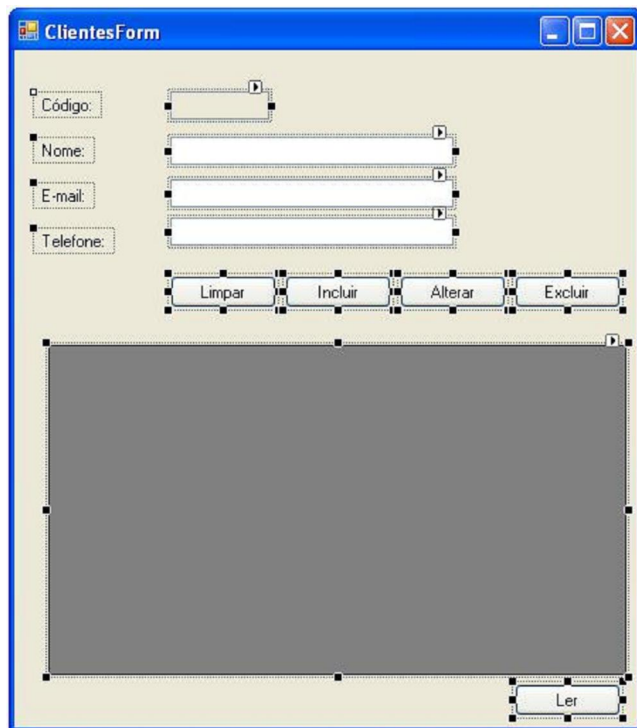 ClientesForm
Código:
Nome:
E-mail:
Telefone:
Limpar Incluir Alterar Excluir
Ler